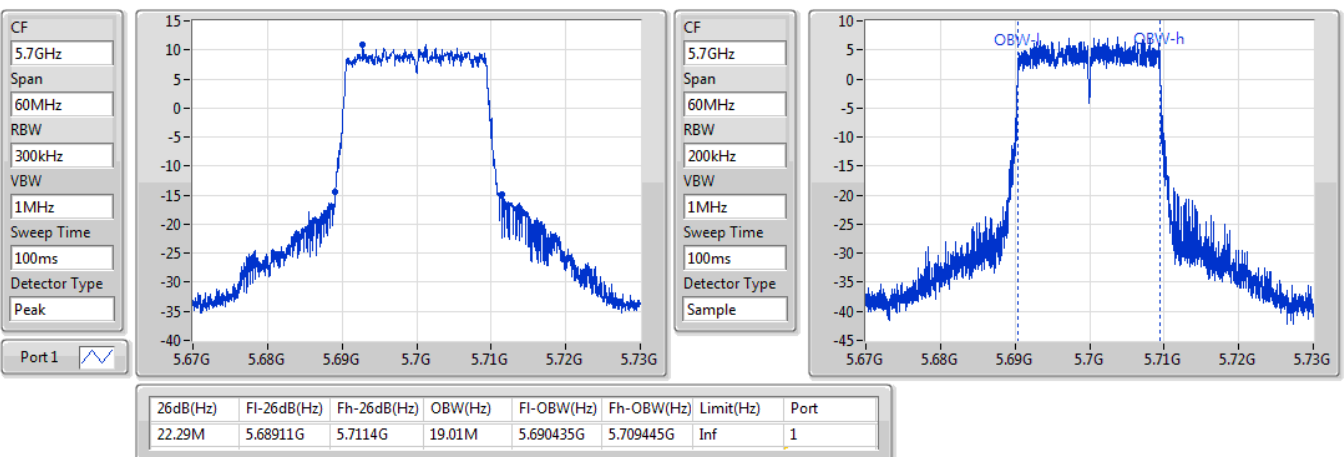 CF
5.7GHz
Span
60MHz
RBW
300kHz
VBW
1MHz
Sweep Time
100ms
Detector Type
Peak
Port 1
15
10
5
0
-5
-10
-15
-20
-25
-30
-35
-40
5.67G 5.68G 5.69G 5.7G 5.71G 5.72G 5.73G
CF
5.7GHz
Span
60MHz
RBW
200kHz
VBW
1MHz
Sweep Time
100ms
Detector Type
Sample
10
5
0
-5
-10
-15
-20
-25
-30
-35
-40
-45
OBW-l OBW-h
5.67G 5.68G 5.69G 5.7G 5.71G 5.72G 5.73G
26dB(Hz) Fl-26dB(Hz) Fh-26dB(Hz) OBW(Hz) Fl-OBW(Hz) Fh-OBW(Hz) Limit(Hz) Port
22.29M 5.68911G 5.7114G 19.01M 5.690435G 5.709445G Inf 1